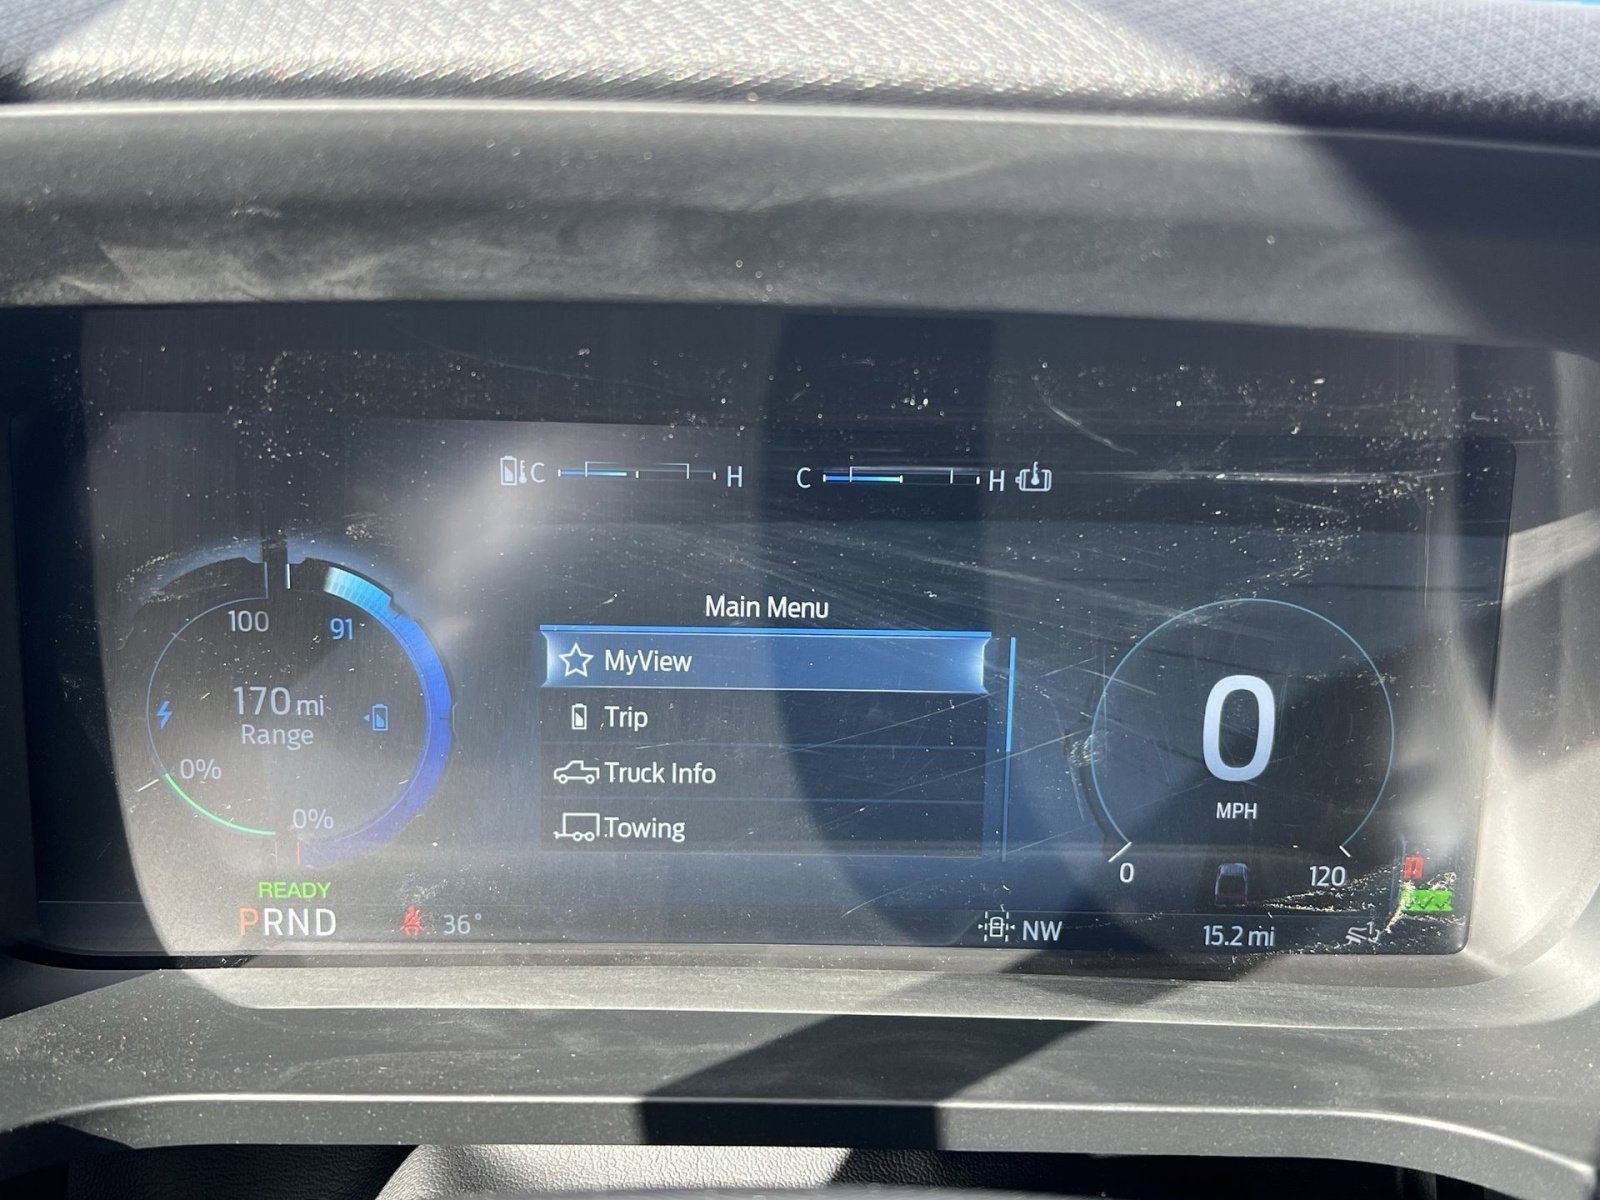 C H C H
Main Menu
100 91
MyView
170 mi
Range
Trip
0
MPH
0%
Truck Info
0%
Towing
0 120
READY
PRND 36° NW 15.2 mi